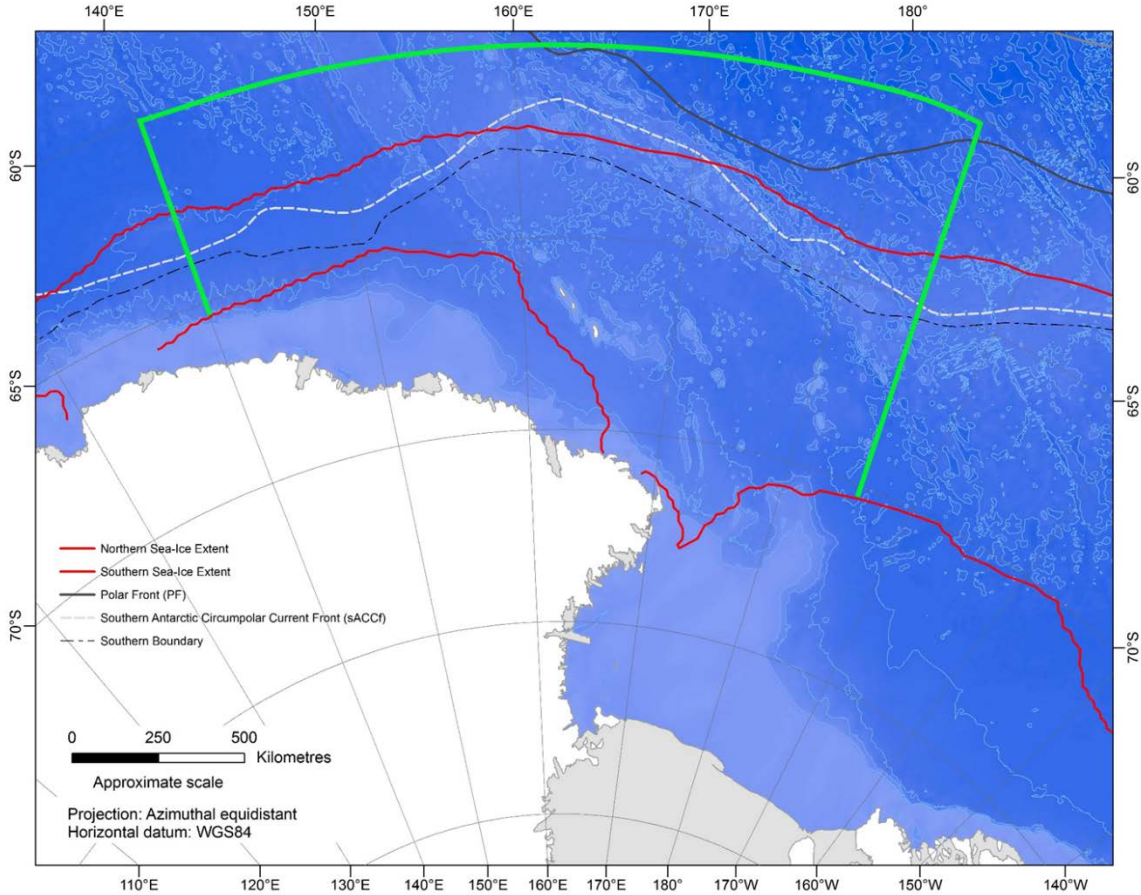 140°E 150°E 160°E 170°E 180°
60°S
60°S
65°S
65°S
70°S
70°S
Northern Sea-Ice Extent
Southern Sea-Ice Extent
Polar Front (PF)
Southern Antarctic Circumpolar Current Front (sACCf)
Southern Boundary
0 250 500
Kilometres
Approximate scale
Projection: Azimuthal equidistant
Horizontal datum: WGS84
110°E 120°E 130°E 140°E 150°E 160°E 170°E 180° 170°W 160°W 150°W 140°W